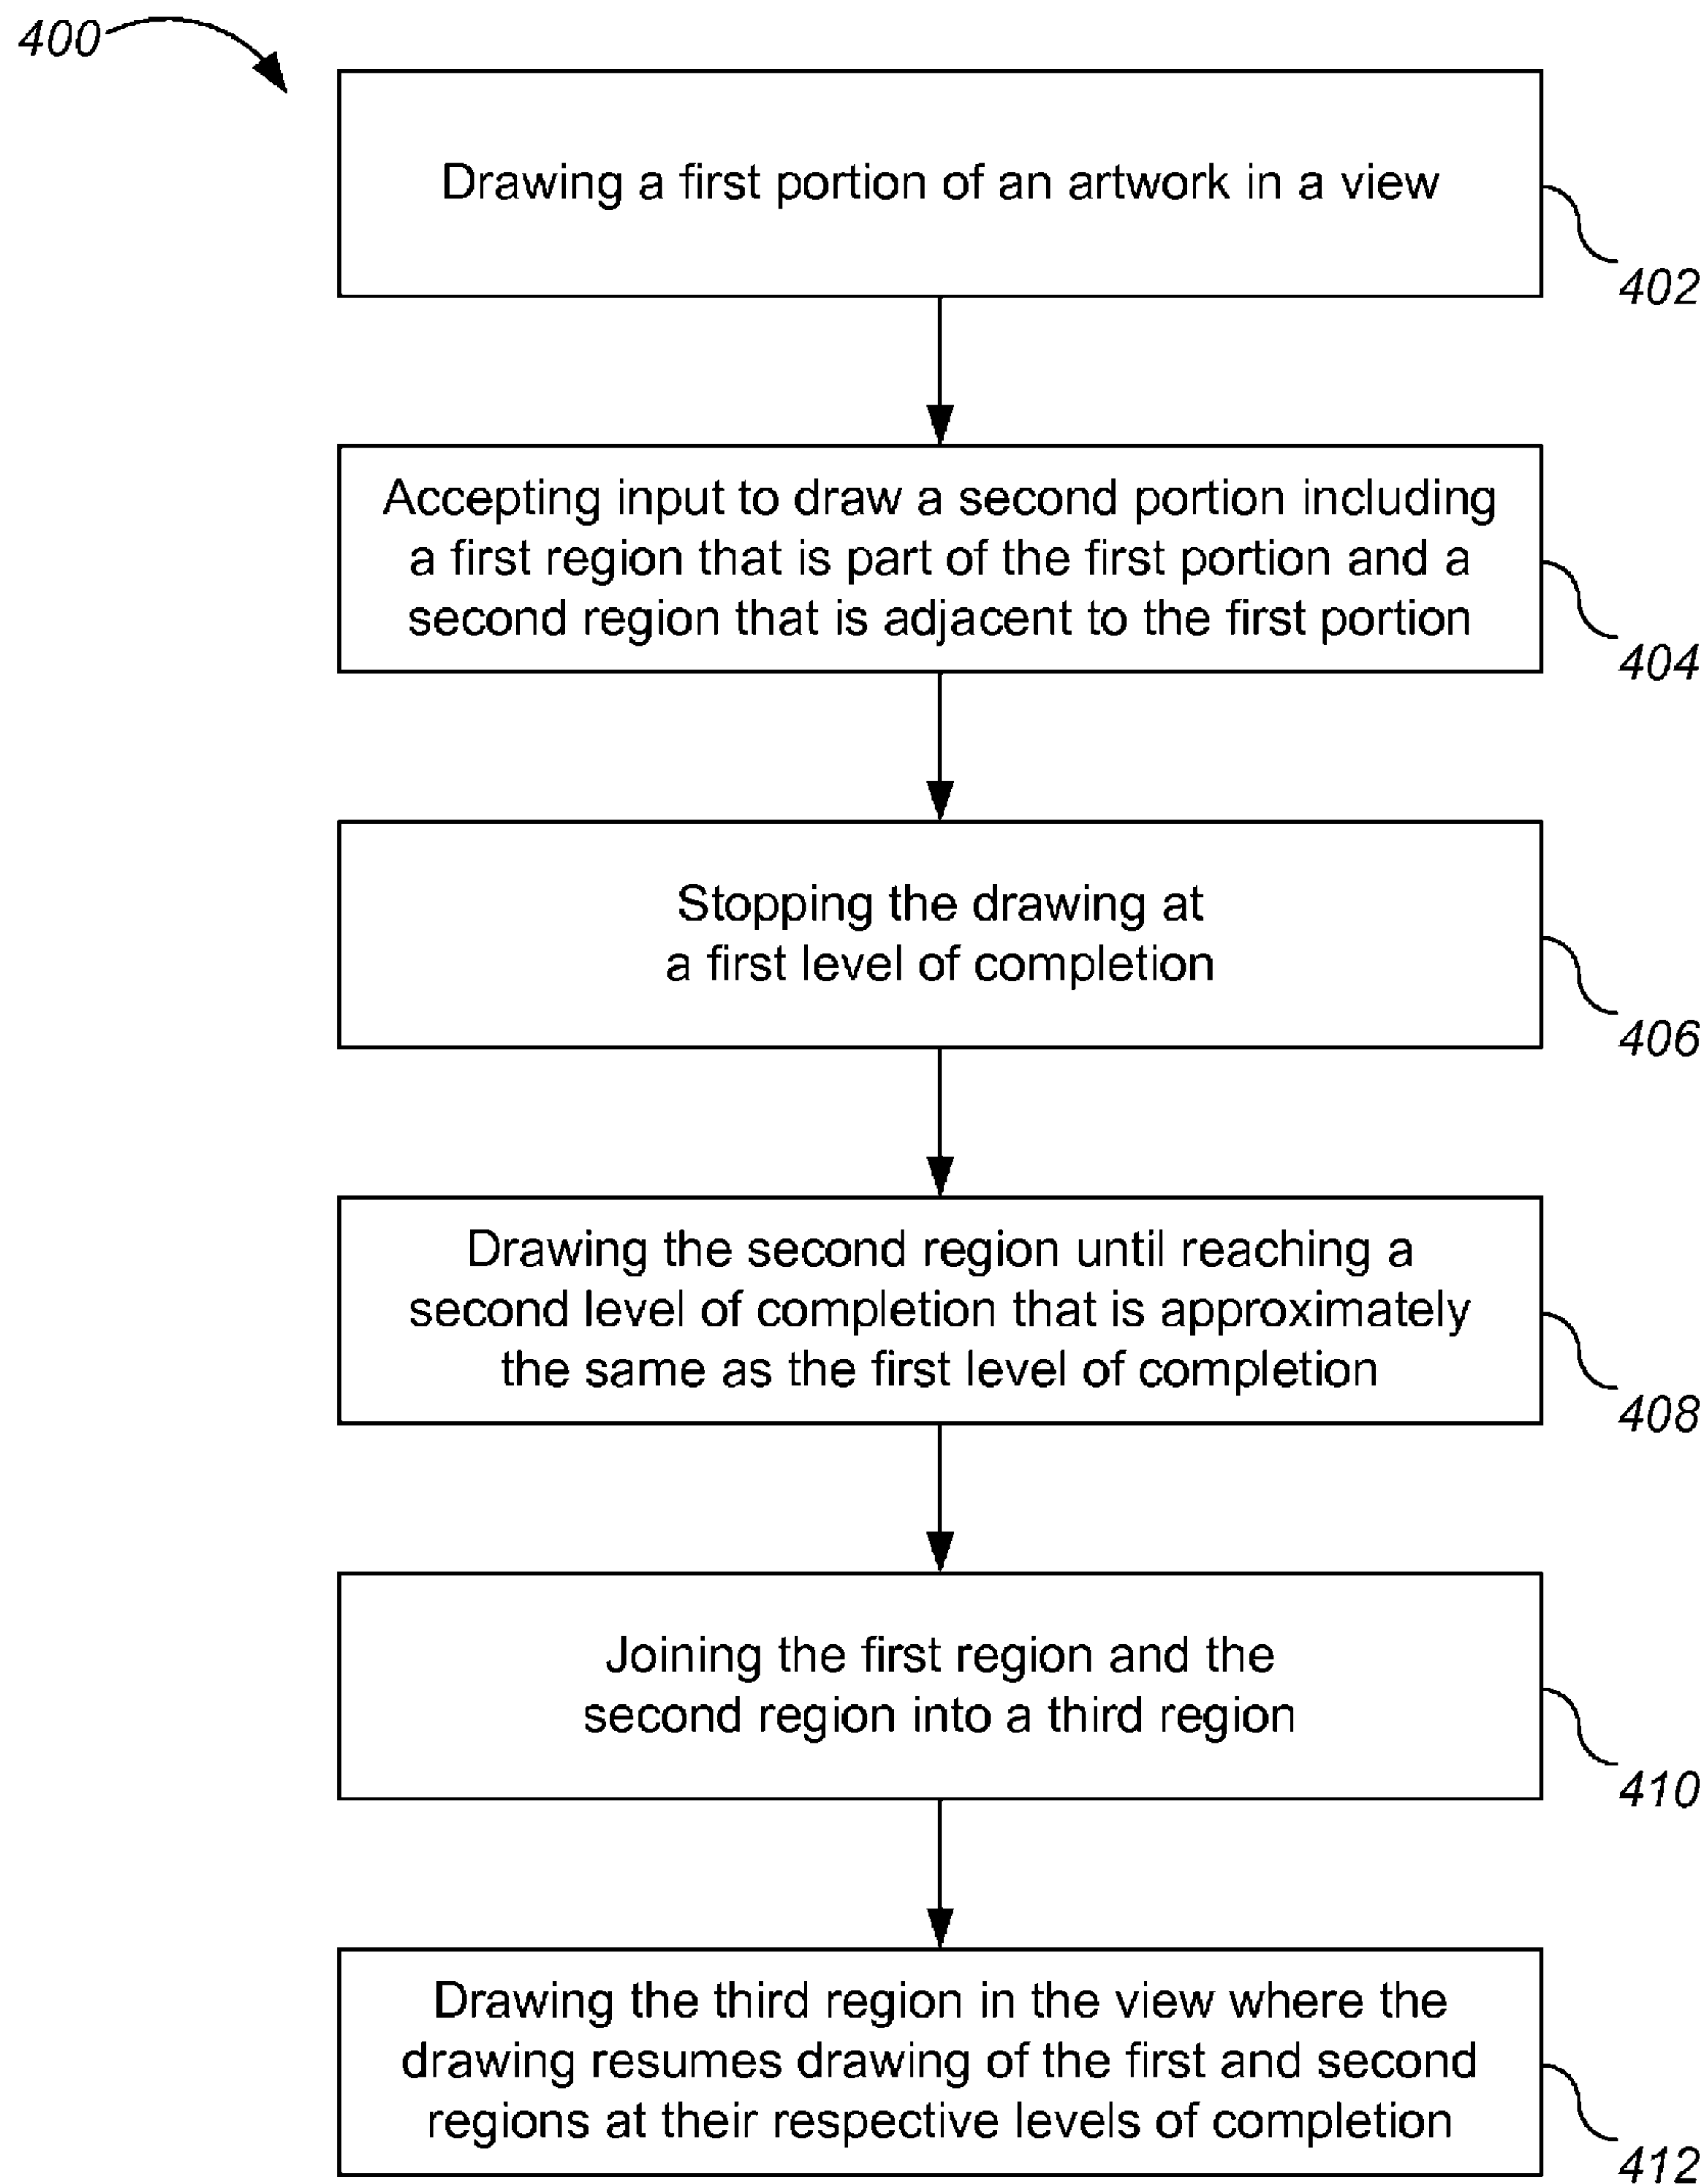 400
Drawing a first portion of an artwork in a view
402
Accepting input to draw a second portion including
a first region that is part of the first portion and a
second region that is adjacent to the first portion
404
Stopping the drawing at
a first level of completion
406
Drawing the second region until reaching a
second level of completion that is approximately
the same as the first level of completion
408
Joining the first region and the
second region into a third region
410
Drawing the third region in the view where the
drawing resumes drawing of the first and second
regions at their respective levels of completion
412